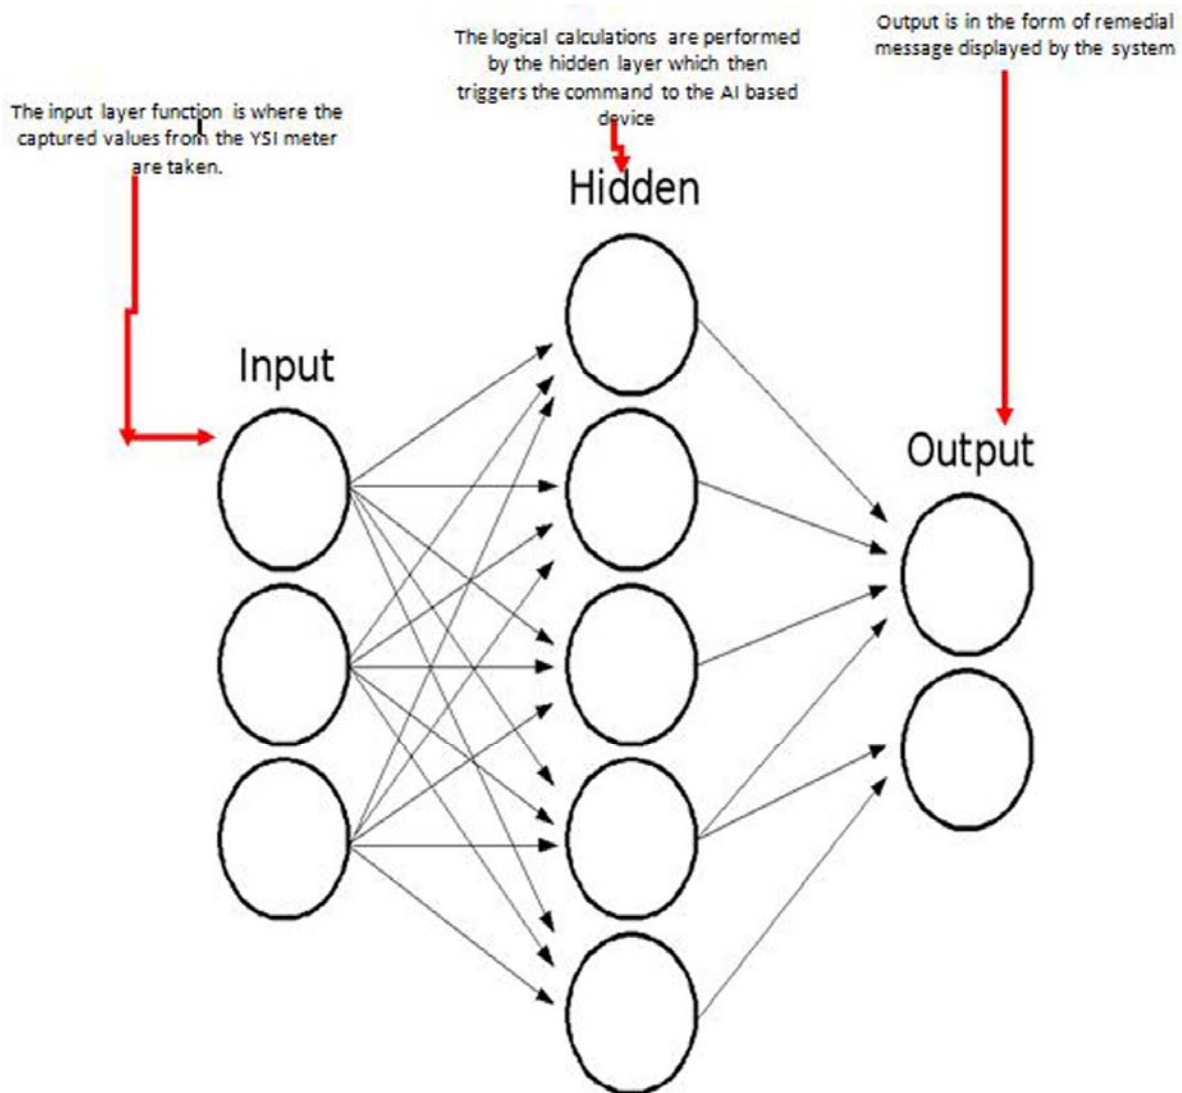 The input layer function is where the
captured values from the YSI meter
are taken.
The logical calculations are performed
by the hidden layer which then
triggers the command to the AI based
device
Output is in the form of remedial
message displayed by the system
Hidden
Input
Output